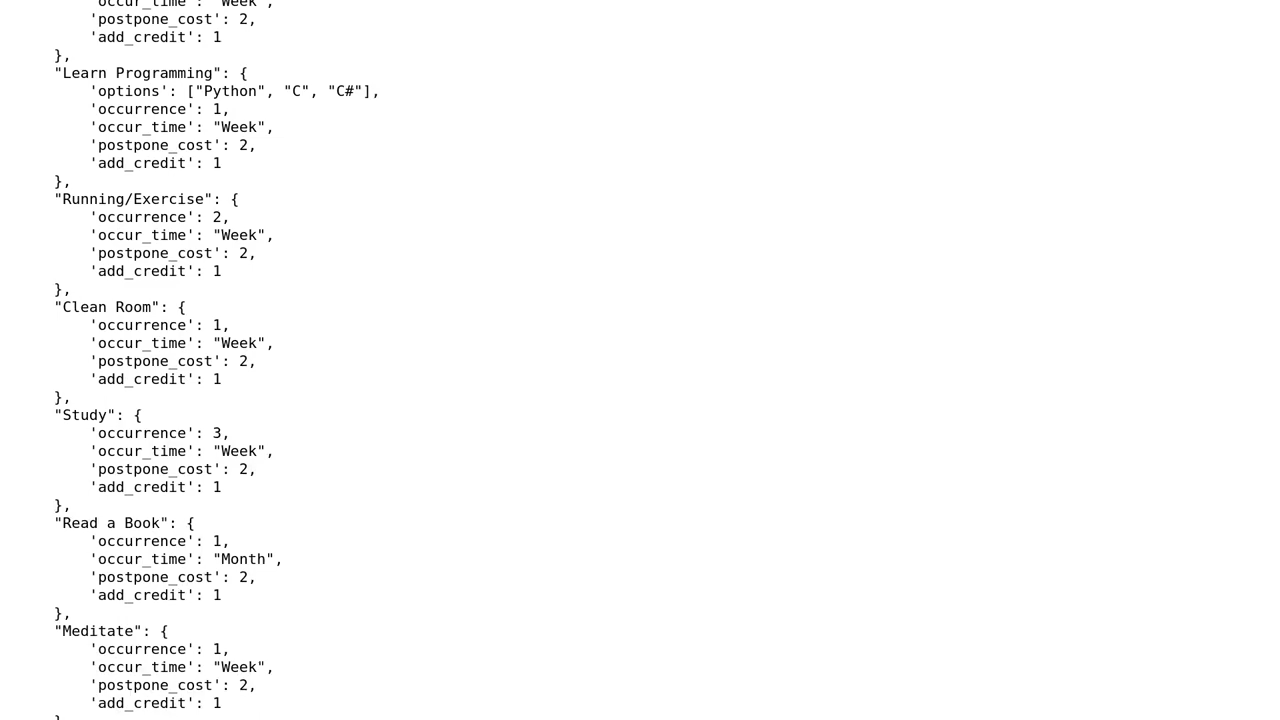 'occur_time': "Week",
'postpone_cost': 2,
'add_credit': 1
},
"Learn Programming": {
'options': ["Python", "C", "C#"],
'occurrence': 1,
'occur_time': "Week",
'postpone_cost': 2,
'add_credit': 1
},
"Running/Exercise": {
'occurrence': 2,
'occur_time': "Week",
'postpone_cost': 2,
'add_credit': 1
},
"Clean Room": {
'occurrence': 1,
'occur_time': "Week",
'postpone_cost': 2,
'add_credit': 1
},
"Study": {
'occurrence': 3,
'occur_time': "Week",
'postpone_cost': 2,
'add_credit': 1
},
"Read a Book": {
'occurrence': 1,
'occur_time': "Month",
'postpone_cost': 2,
'add_credit': 1
},
"Meditate": {
'occurrence': 1,
'occur_time': "Week",
'postpone_cost': 2,
'add_credit': 1